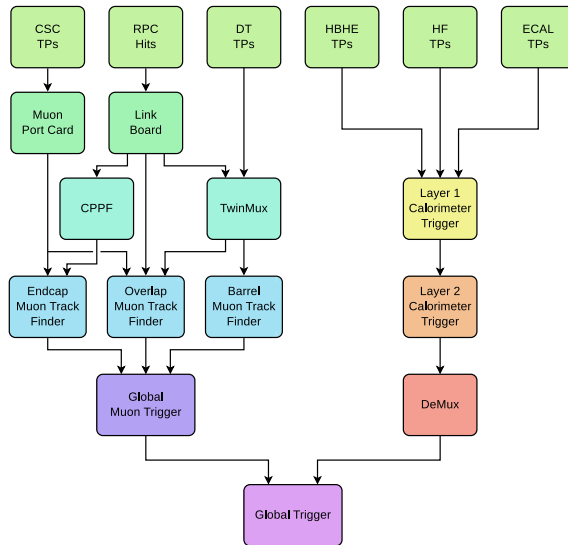 CSC
TPs
RPC
Hits
DT
TPs
HBHE
TPs
HF
TPs
ECAL
TPs
Muon
Port Card
Link
Board
CPPF
TwinMux
Layer 1
Calorimeter
Trigger
Endcap
Muon Track
Finder
Overlap
Muon Track
Finder
Barrel
Muon Track
Finder
Layer 2
Calorimeter
Trigger
Global
Muon Trigger
DeMux
Global Trigger